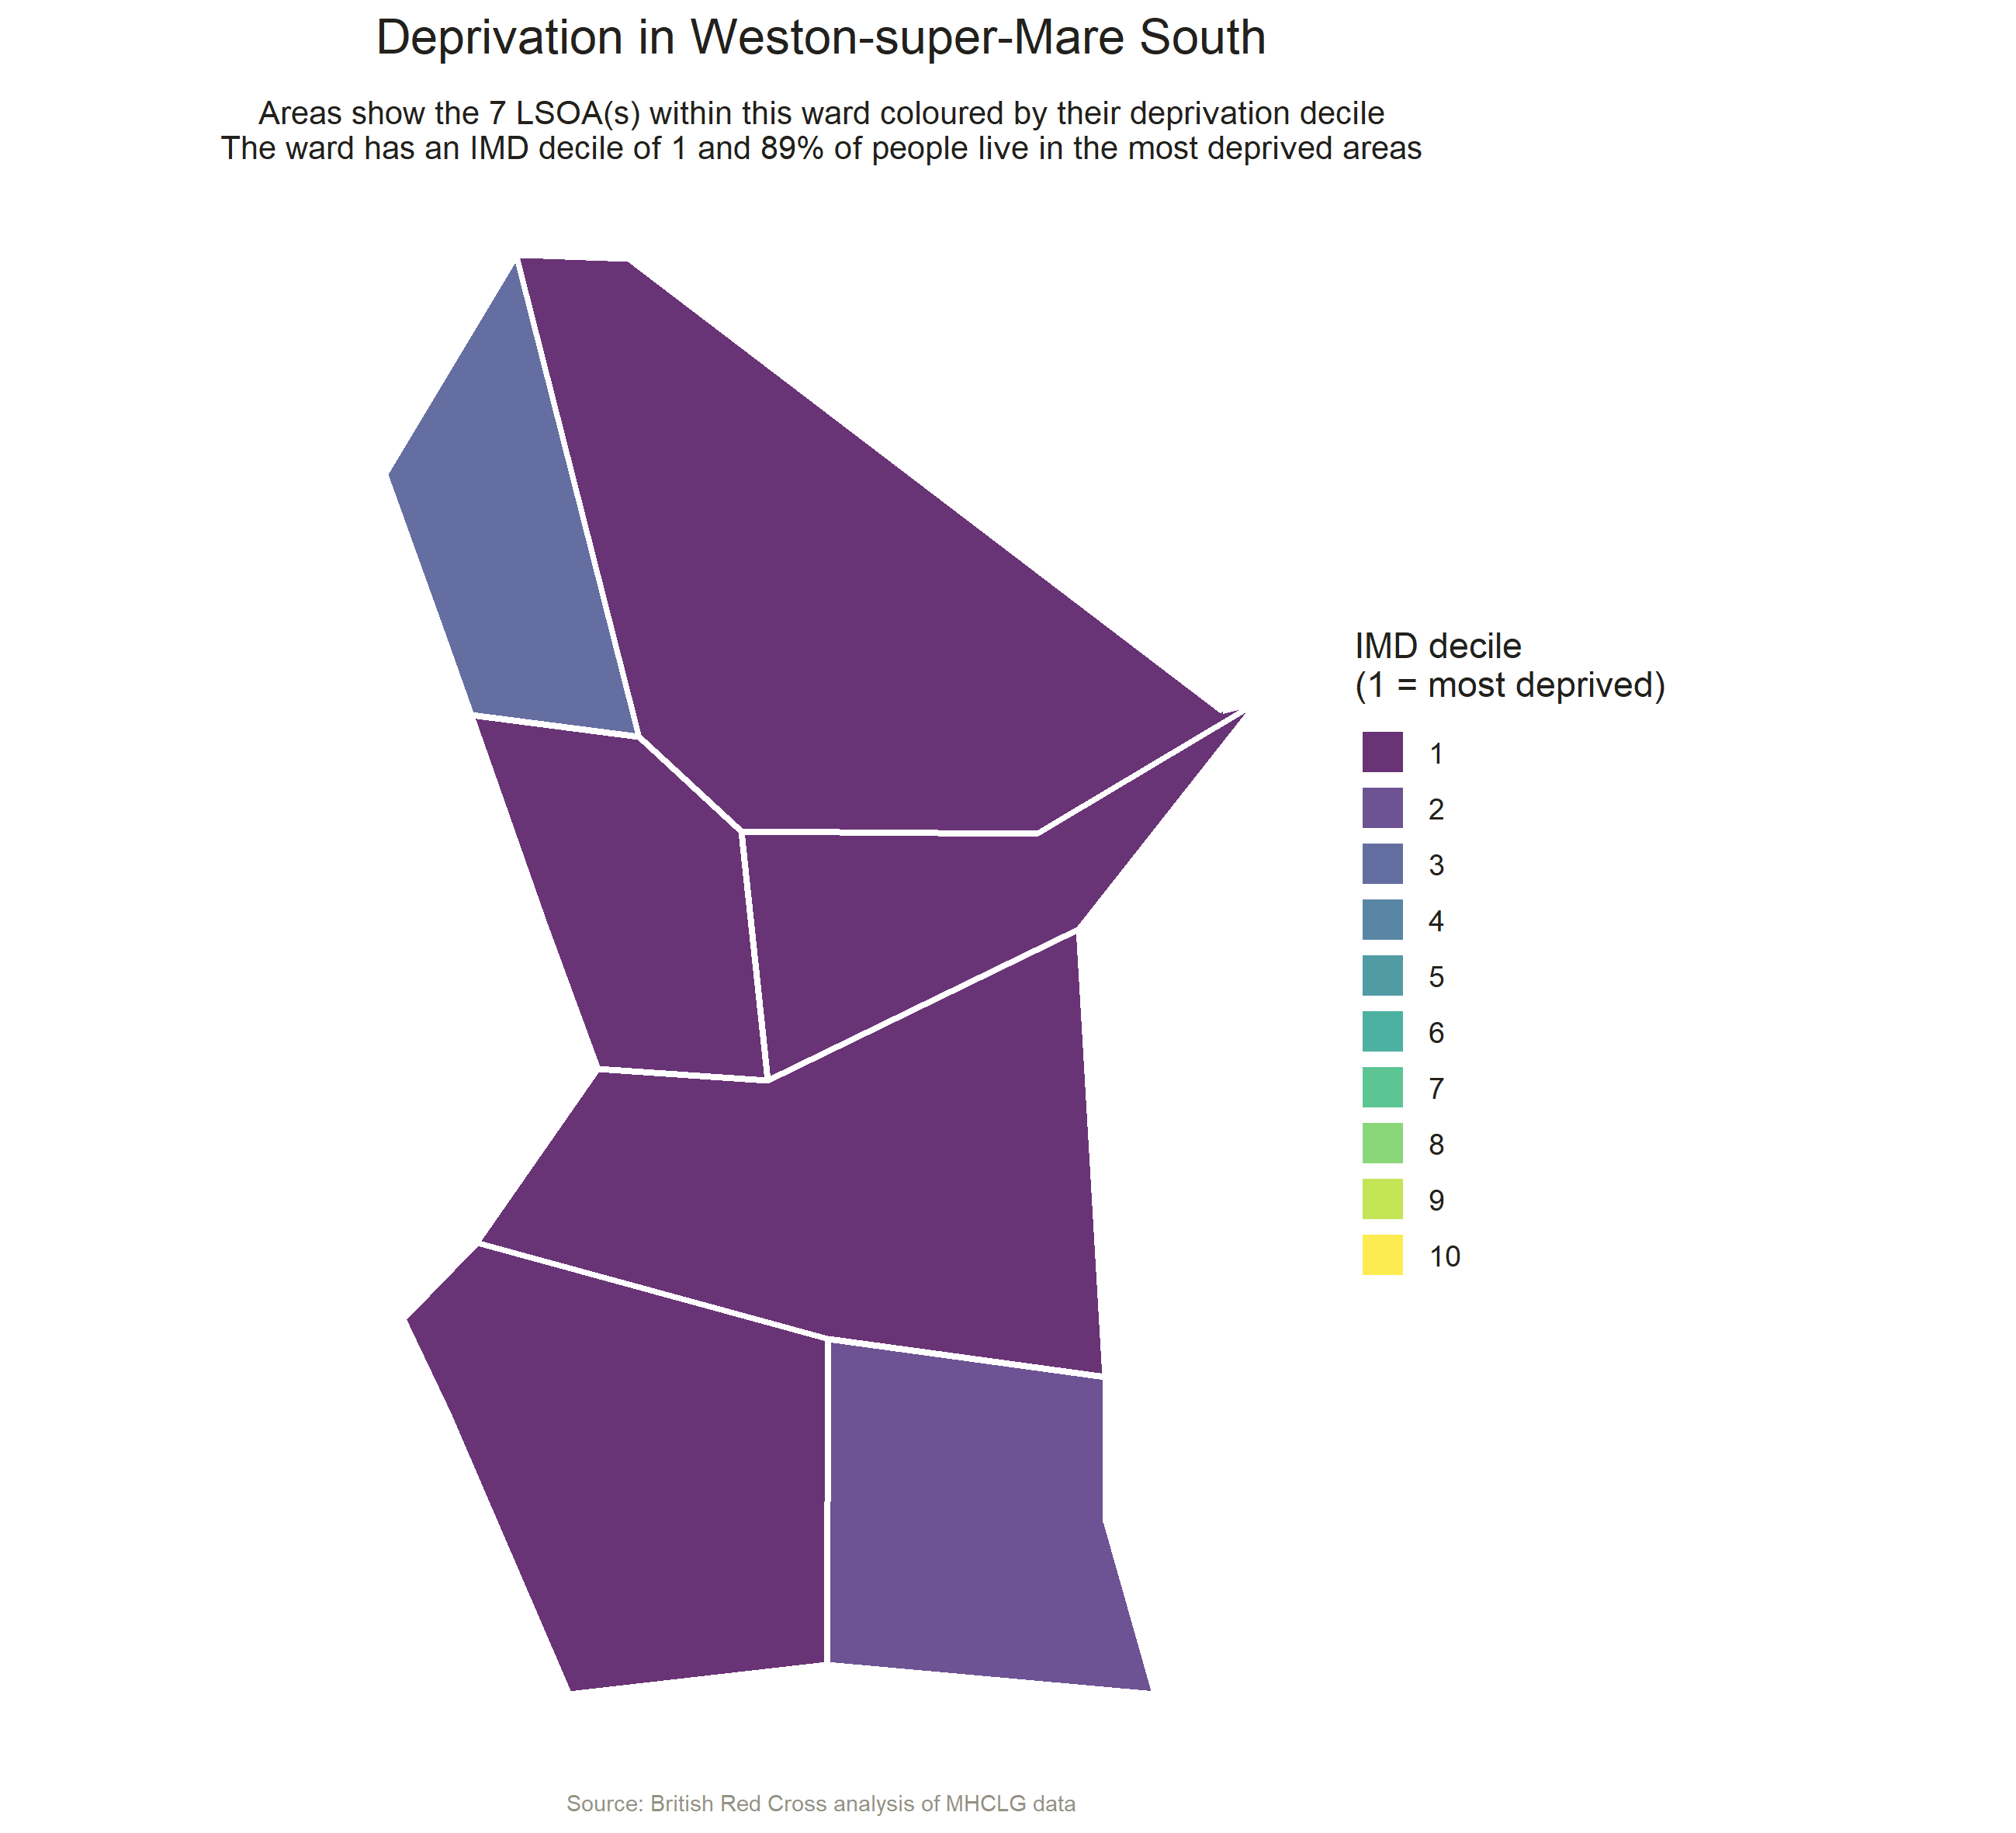 Deprivation in Weston-super-Mare South
Areas show the 7 LSOA(s) within this ward coloured by their deprivation decile
The ward has an IMD decile of 1 and 89% of people live in the most deprived areas
IMD decile
(1 = most deprived)
1
2
3
4
5
6
7
8
9
10
Source: British Red Cross analysis of MHCLG data